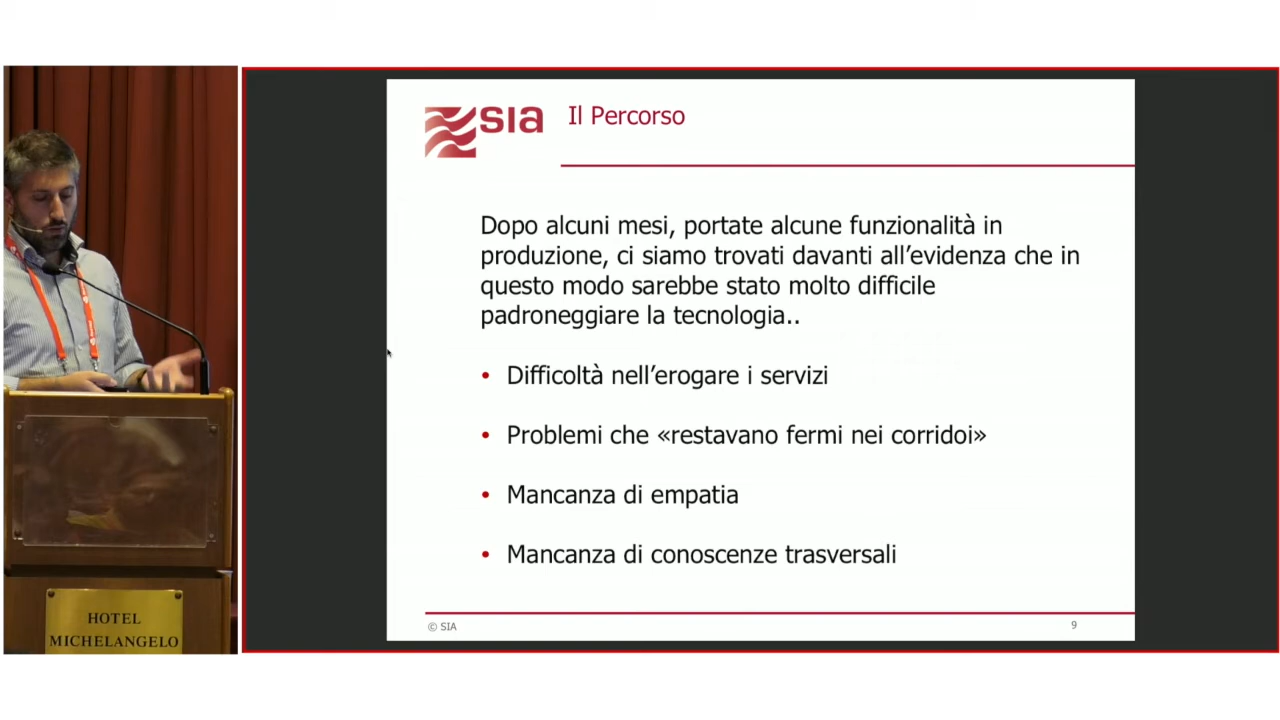 sia
Il Percorso
Dopo alcuni mesi, portate alcune funzionalità in
produzione, ci siamo trovati davanti all’evidenza che in
questo modo sarebbe stato molto difficile
padroneggiare la tecnologia..
• Difficoltà nell’erogare i servizi
• Problemi che «restavano fermi nei corridoi»
• Mancanza di empatia
• Mancanza di conoscenze trasversali
© SIA
9
HOTEL
MICHELANGELO